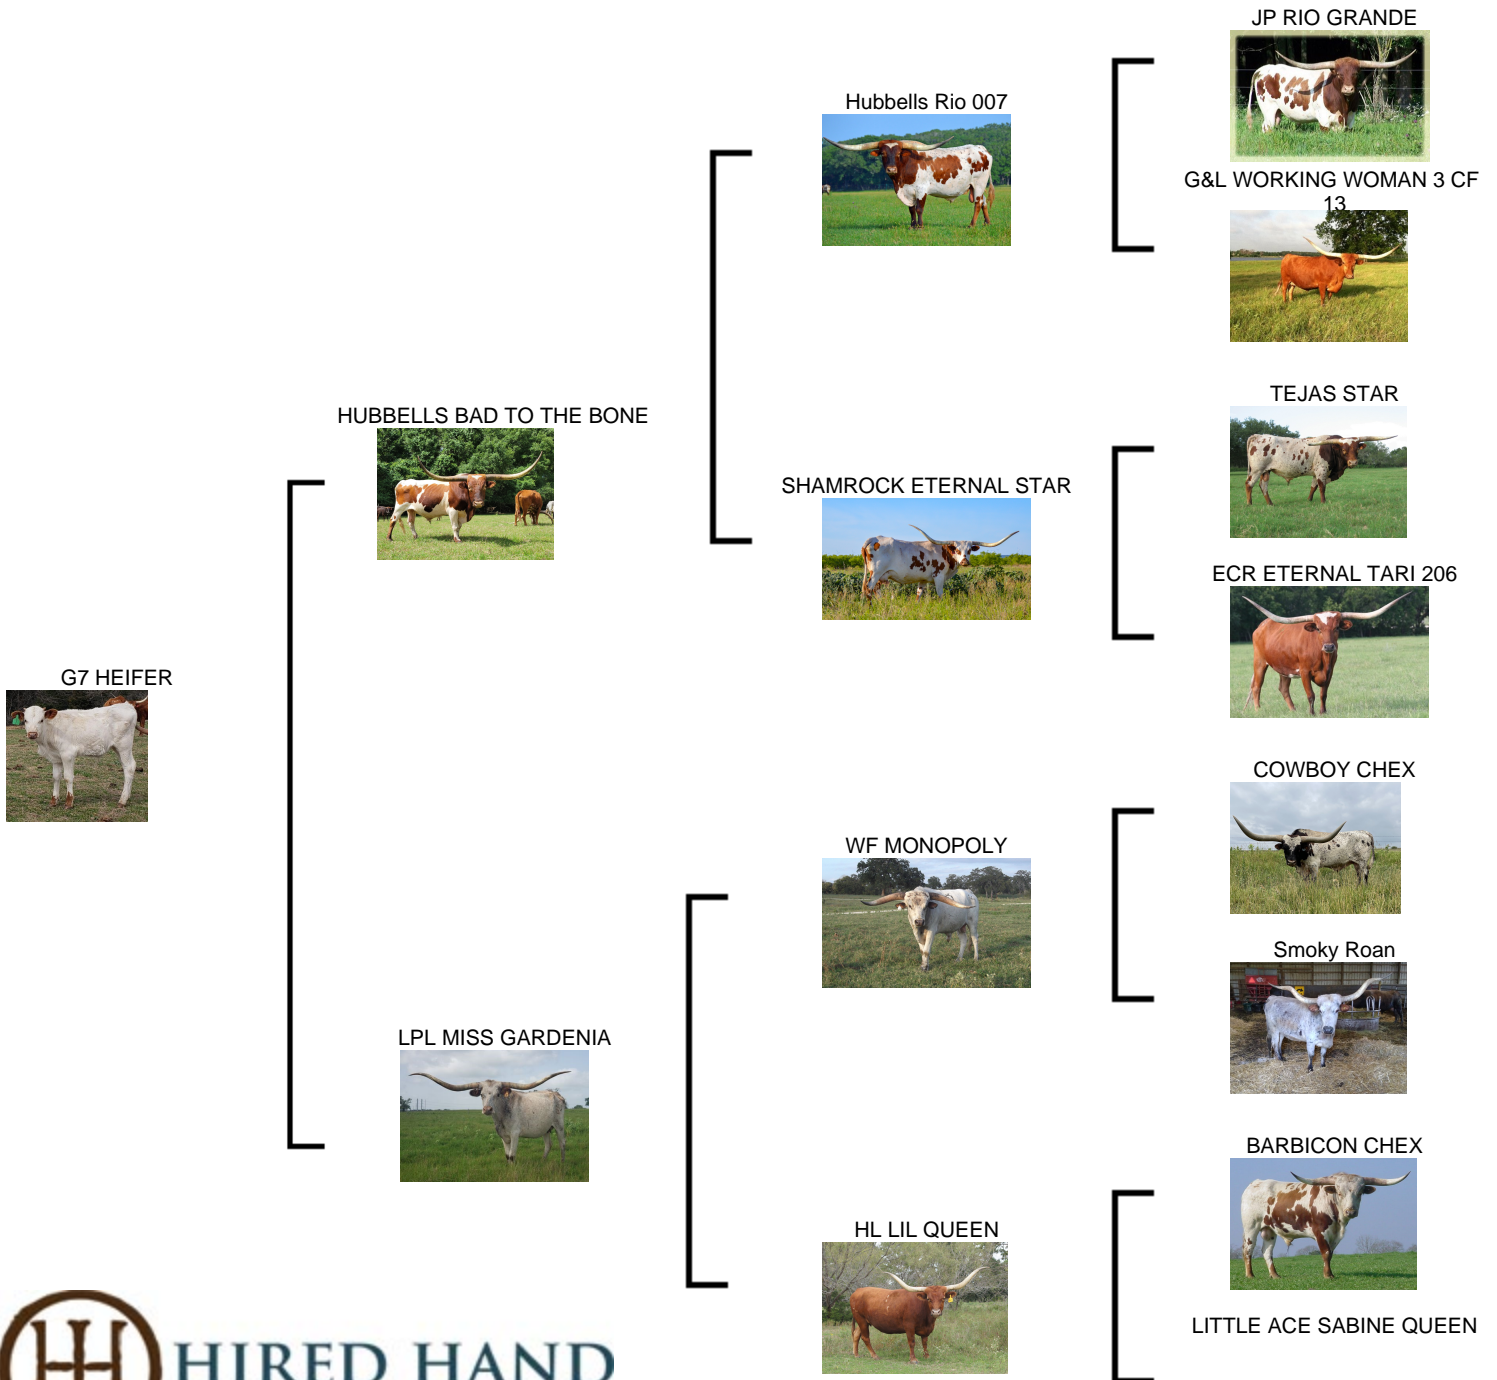 JP RIO GRANDE
Hubbells Rio 007
G&L WORKING WOMAN 3 CF
13
HUBBELLS BAD TO THE BONE
TEJAS STAR
SHAMROCK ETERNAL STAR
ECR ETERNAL TARI 206
G7 HEIFER
COWBOY CHEX
WF MONOPOLY
Smoky Roan
LPL MISS GARDENIA
BARBICON CHEX
HL LIL QUEEN
LITTLE ACE SABINE QUEEN
HIRED HAND